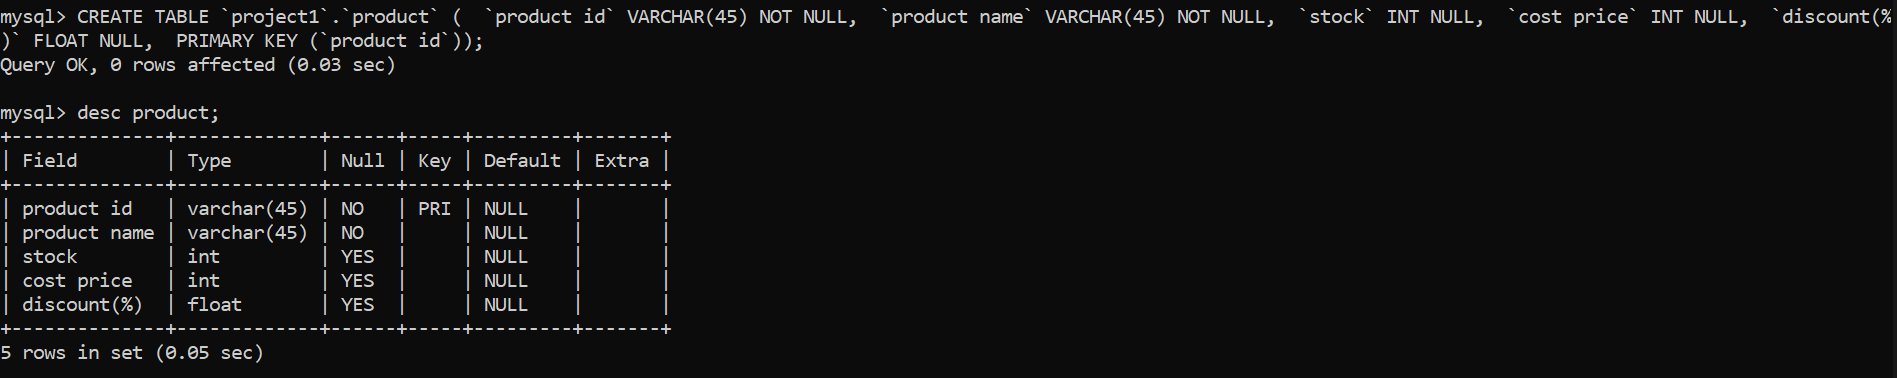 mysql> CREATE TABLE `project1`.`product` (  `product id` VARCHAR(45) NOT NULL,  `product name` VARCHAR(45) NOT NULL,  `stock` INT NULL,  `cost price` INT NULL,  `discount(%
)` FLOAT NULL,  PRIMARY KEY (`product id`));
Query OK, 0 rows affected (0.03 sec)

mysql> desc product;
+--------------+-------------+------+-----+---------+-------+
| Field        | Type        | Null | Key | Default | Extra |
+--------------+-------------+------+-----+---------+-------+
| product id   | varchar(45) | NO   | PRI | NULL    |       |
| product name | varchar(45) | NO   |     | NULL    |       |
| stock        | int         | YES  |     | NULL    |       |
| cost price   | int         | YES  |     | NULL    |       |
| discount(%)  | float       | YES  |     | NULL    |       |
+--------------+-------------+------+-----+---------+-------+
5 rows in set (0.05 sec)